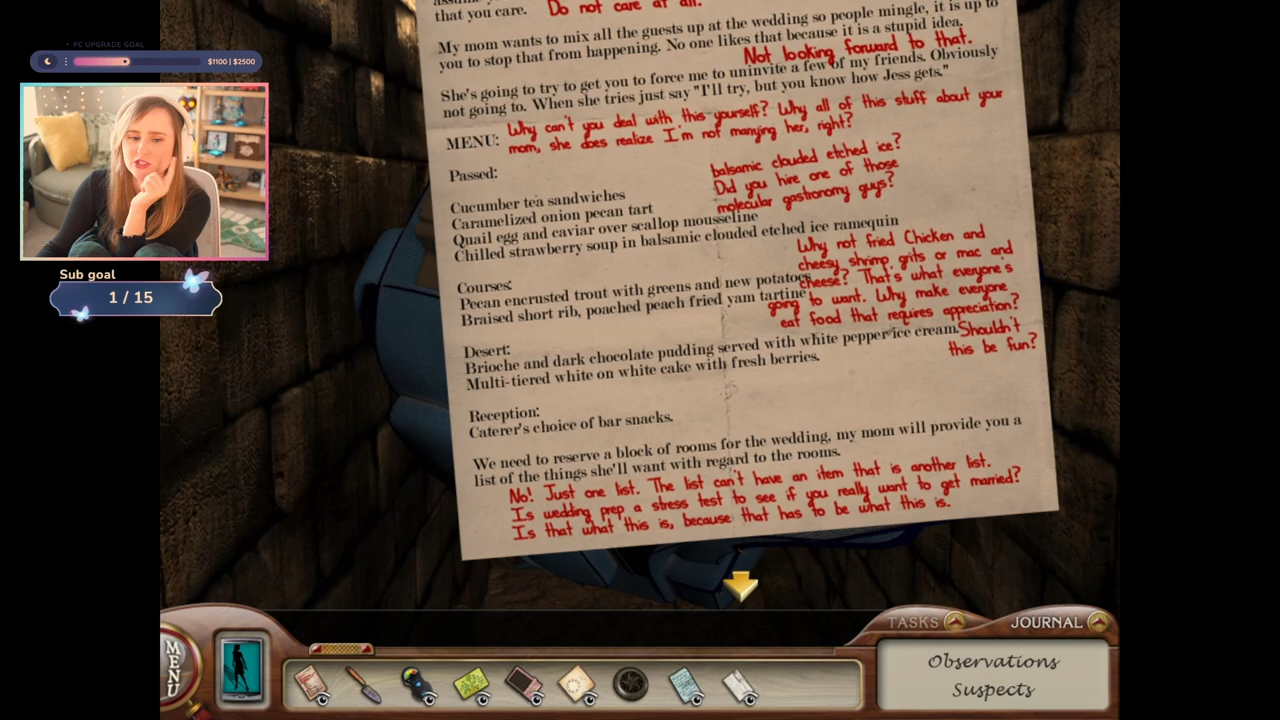 PC UPGRADE GOAL
$1100 | $2500
Sub goal
1 / 15
that you care. Do not care at all.
My mom wants to mix all the guests up at the wedding so people mingle, it is up to
you to stop that from happening. No one likes that because it is a stupid idea.
Not looking forward to that.
She's going to try to get you to force me to uninvite a few of my friends. Obviously
not going to. When she tries just say "I'll try, but you know how Jess gets."
Why can't you deal with this yourself? Why all of this stuff about your
mom, she does realize I'm not marrying her, right?
MENU:
Passed:
balsamic clouded etched ice?
Did you hire one of those
molecular gastronomy guys?
Cucumber tea sandwiches
Caramelized onion pecan tart
Quail egg and caviar over scallop mousseline
Chilled strawberry soup in balsamic clouded etched ice ramequin
Courses:
Pecan encrusted trout with greens and new potatoes
Braised short rib, poached peach fried yam tartine
Why not fried Chicken and
cheesy shrimp grits or mac and
cheese? That's what everyone's
going to want. Why make everyone
eat food that requires appreciation?
Shouldn't
this be fun?
Desert:
Brioche and dark chocolate pudding served with white pepper ice cream.
Multi-tiered white on white cake with fresh berries.
Reception:
Caterer's choice of bar snacks.
We need to reserve a block of rooms for the wedding, my mom will provide you a
list of the things she'll want with regard to the rooms.
No! Just one list. The list can't have an item that is another list.
Is wedding prep a stress test to see if you really want to get married?
Is that what this is, because that has to be what this is.
MENU
TASKS
JOURNAL
Observations
Suspects